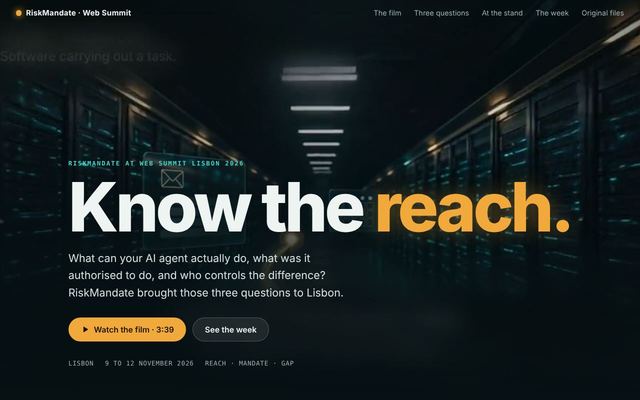 RiskMandate · Web Summit
The film
Three questions
At the stand
The week
Original files
Software carrying out a task.
RISKMANDATE AT WEB SUMMIT LISBON 2026
Know the reach.
What can your AI agent actually do, what was it
authorised to do, and who controls the difference?
RiskMandate brought those three questions to Lisbon.
Watch the film · 3:39
See the week
LISBON 9 TO 12 NOVEMBER 2026 REACH · MANDATE · GAP